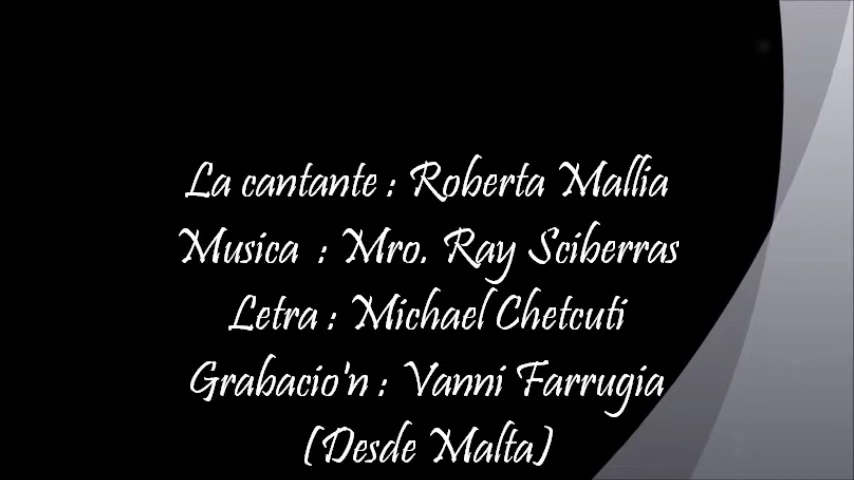 La cantante : Roberta Mallia
Musica : Mro. Ray Sciberras
Letra : Michael Chetcuti
Grabacio'n : Vanni Farrugia
(Desde Malta)